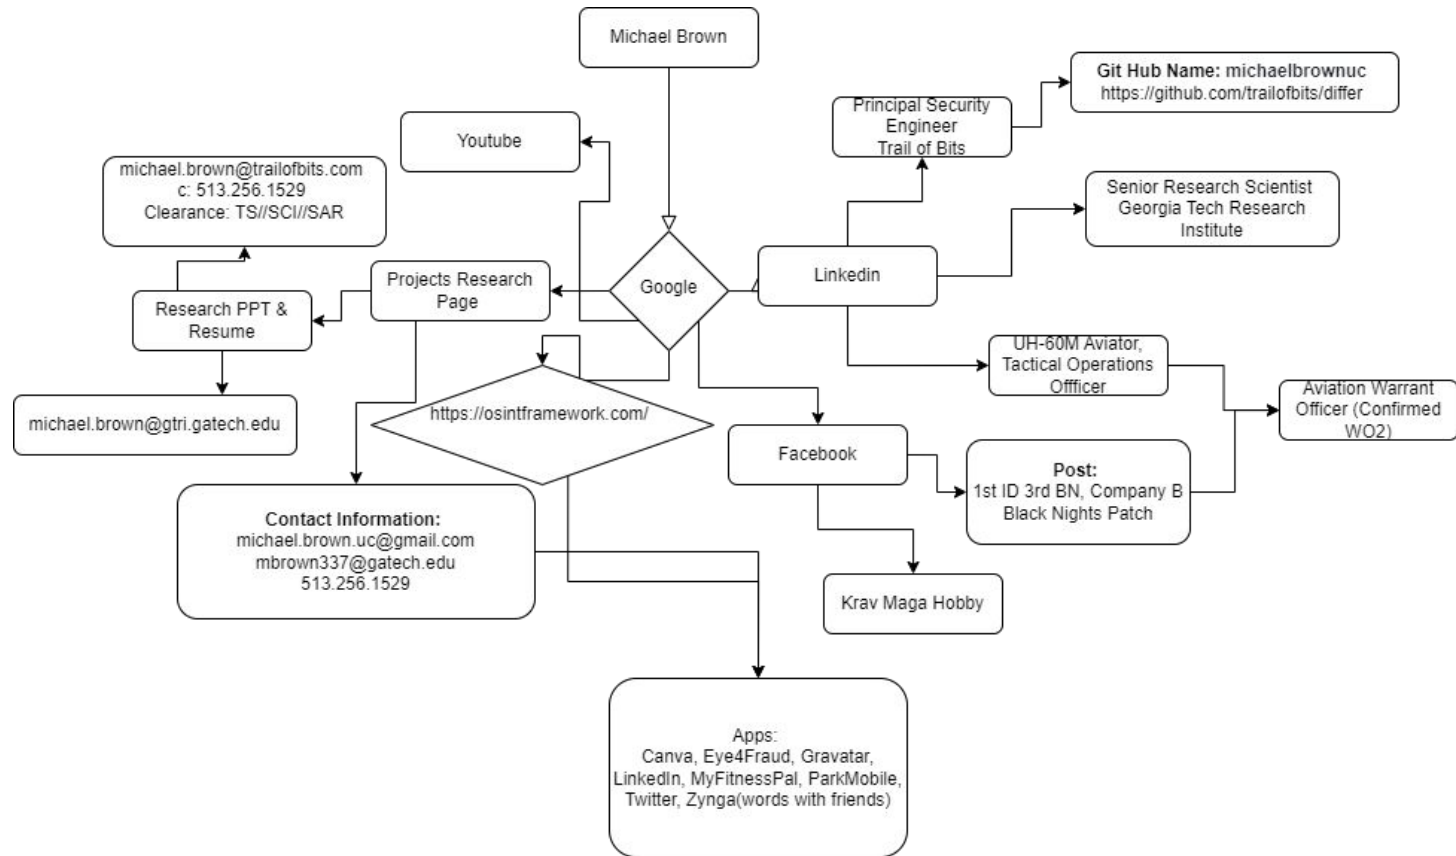 Michael Brown
Git Hub Name: michaelbrownuc
https://github.com/trailofbits/differ
Principal Security
Engineer
Trail of Bits
Youtube
michael.brown@trailofbits.com
c: 513.256.1529
Clearance: TS//SCI//SAR
Senior Research Scientist
Georgia Tech Research
Institute
Linkedin
Google
Projects Research
Page
Research PPT &
Resume
UH-60M Aviator,
Tactical Operations
Offficer
Aviation Warrant
Officer (Confirmed
WO2)
https://osintframework.com/
michael.brown@gtri.gatech.edu
Facebook
Post:
1st ID 3rd BN, Company B
Black Nights Patch
Contact Information:
michael.brown.uc@gmail.com
mbrown337@gatech.edu
513.256.1529
Krav Maga Hobby
Apps:
Canva, Eye4Fraud, Gravatar,
LinkedIn, MyFitnessPal, ParkMobile,
Twitter, Zynga(words with friends)